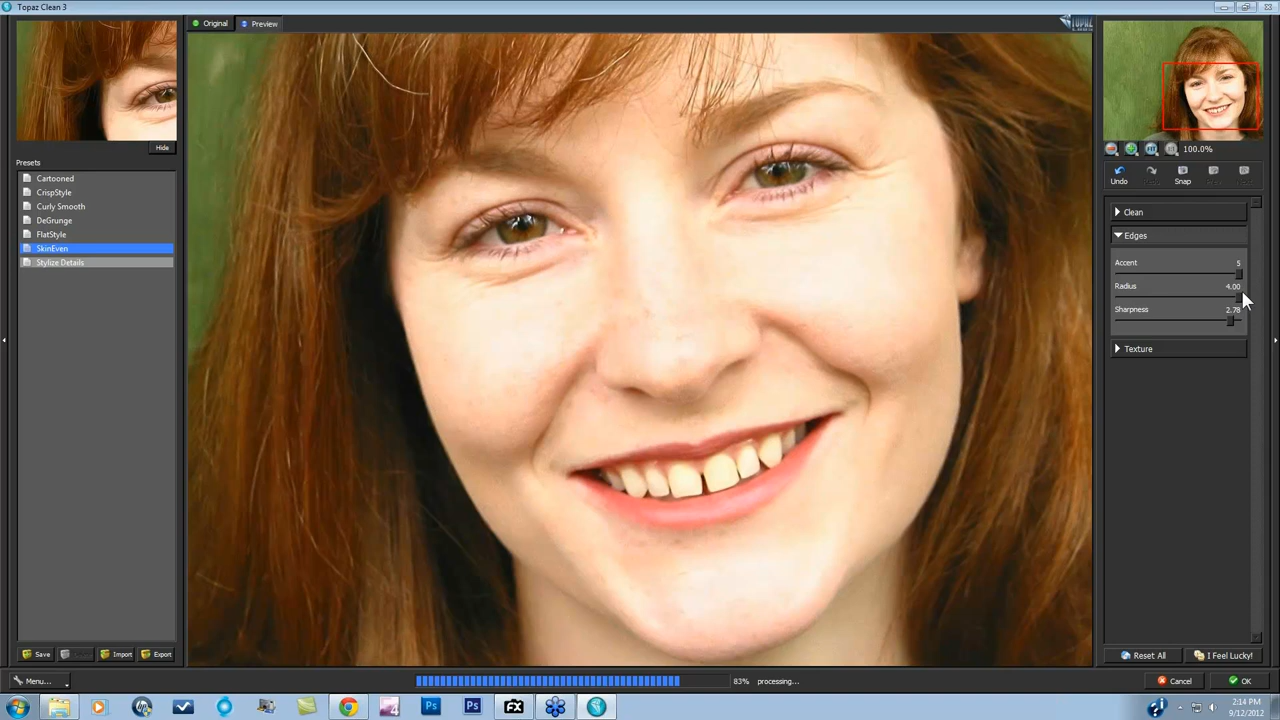 Topaz Clean 3
Original
Preview
TOPAZ
Hide
Presets
Cartooned
CrispStyle
Curly Smooth
DeGrunge
FlatStyle
SkinEven
Stylize Details
Save
Import
Export
100.0%
Undo
Snap
Clean
Edges
Accent 5
Radius 4.00
Sharpness 2.78
Texture
Reset All
I Feel Lucky!
Menu...
83% processing...
Cancel
OK
2:14 PM
9/12/2012